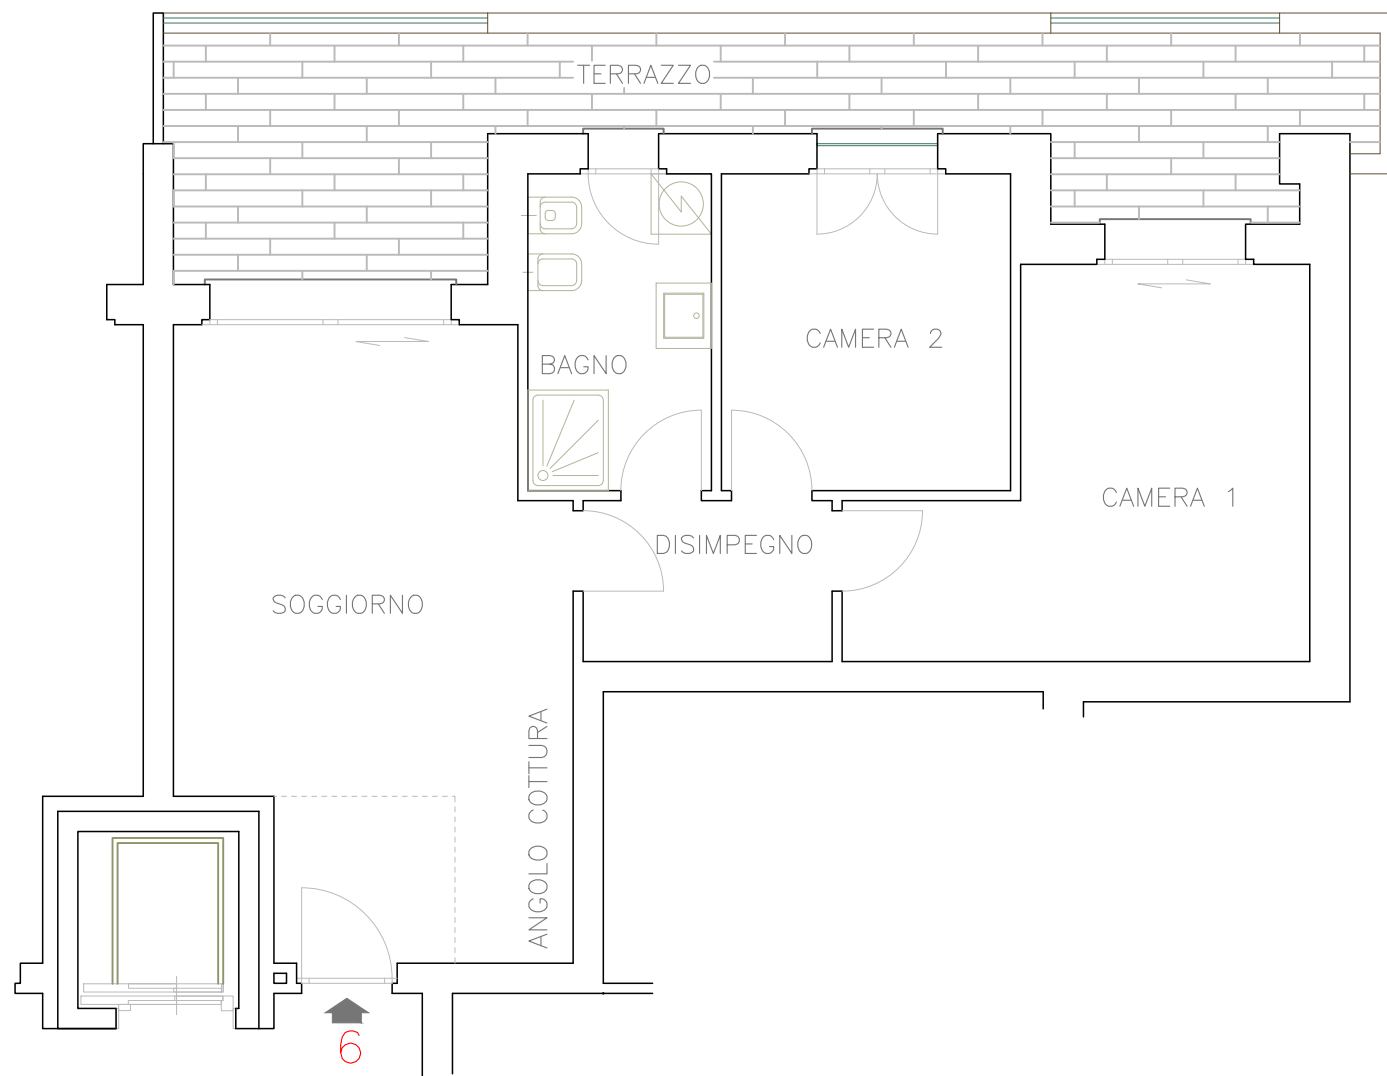 TERRAZZO
CAMERA 2
BAGNO
CAMERA 1
DISIMPEGNO
SOGGIORNO
ANGOLO COTTURA
6